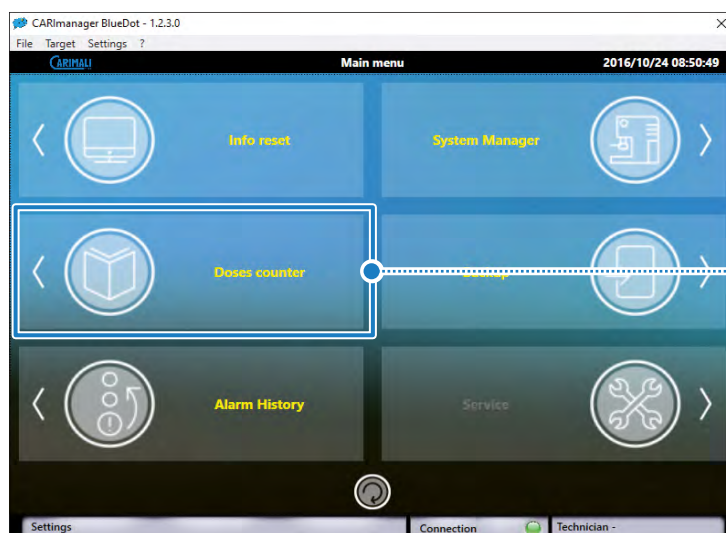 CARImanager BlueDot - 1.2.3.0
File Target Settings ?
CARIMALI Main menu 2016/10/24 08:50:49
Info reset System Manager
Doses counter Backup
Alarm History Service
Settings Connection Technician -